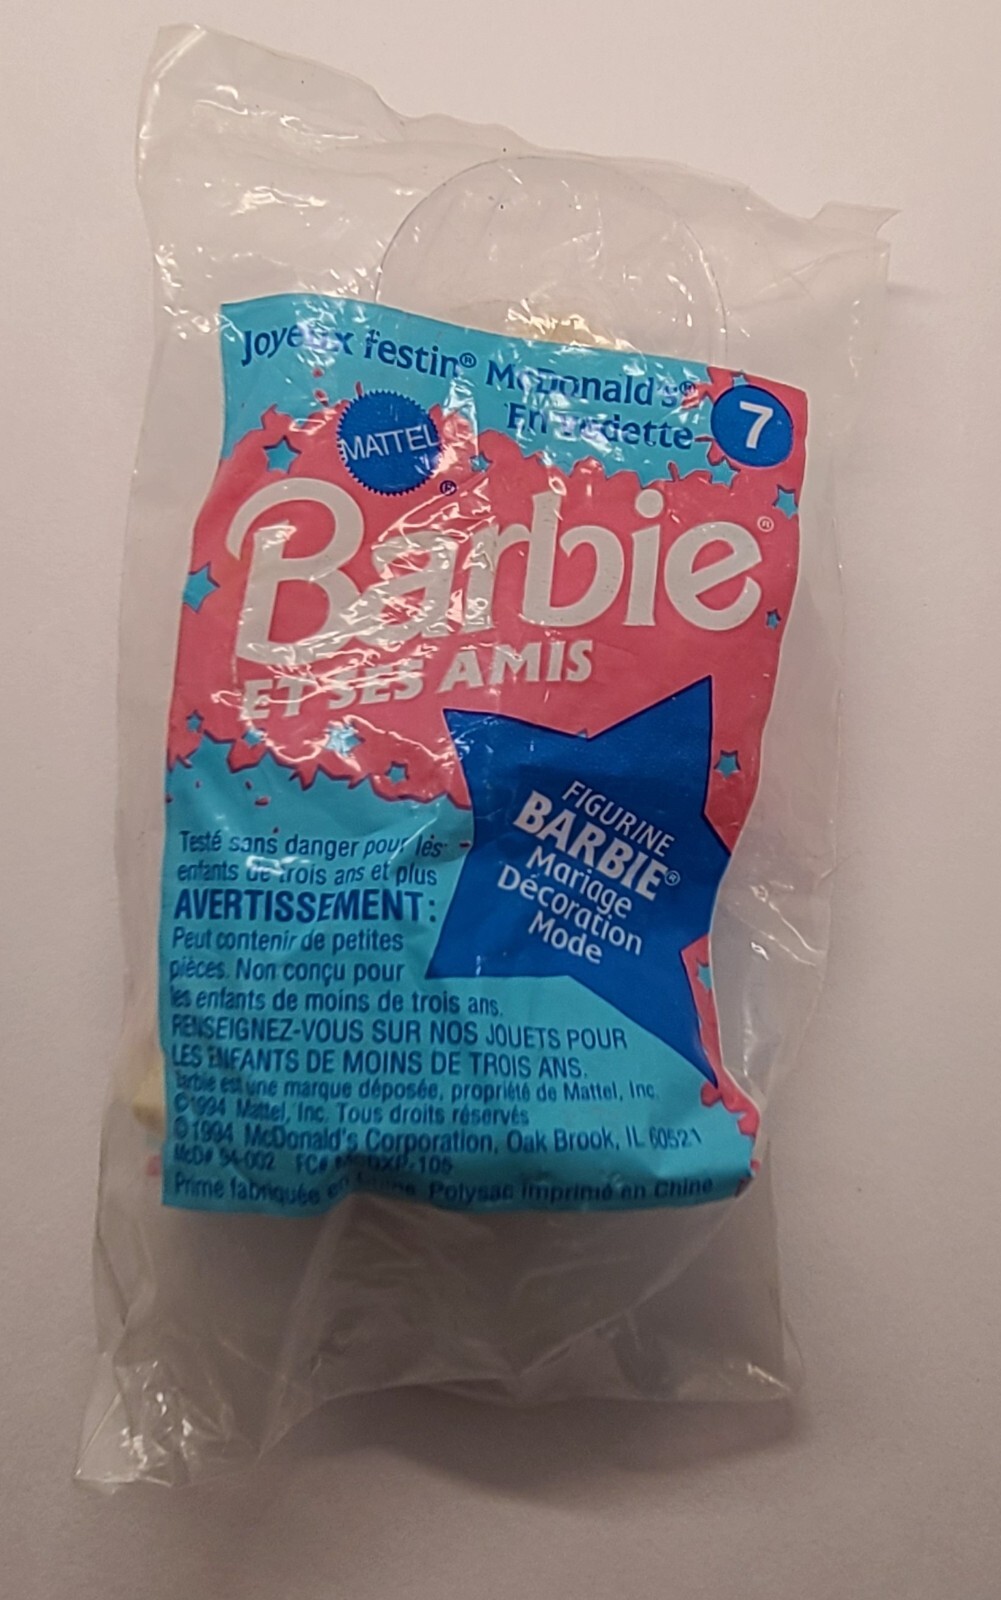 Joyeux festin® McDonald's®
En vedette
7
MATTEL®
Barbie®
ET SES AMIS
FIGURINE
BARBIE®
Mariage
Décoration
Mode
Testé sans danger pour les
enfants de trois ans et plus
AVERTISSEMENT:
Peut contenir de petites
pièces. Non conçu pour
les enfants de moins de trois ans.
RENSEIGNEZ-VOUS SUR NOS JOUETS POUR
LES ENFANTS DE MOINS DE TROIS ANS.
Barbie est une marque déposée, propriété de Mattel, Inc.
©1994 Mattel, Inc. Tous droits réservés
©1994 McDonald's Corporation, Oak Brook, IL 60521
McD# 94-002 FC#
Prime fabriquée en Chine Polysac imprimé en Chine